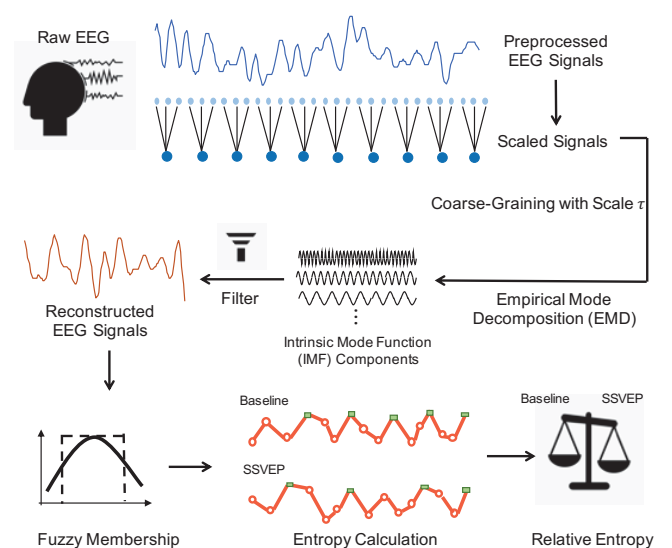 Raw EEG
Preprocessed
EEG Signals
Scaled Signals
Coarse-Graining with Scale τ
Empirical Mode
Decomposition (EMD)
Filter
Intrinsic Mode Function
(IMF) Components
Reconstructed
EEG Signals
Baseline
SSVEP
Baseline SSVEP
Fuzzy Membership
Entropy Calculation
Relative Entropy